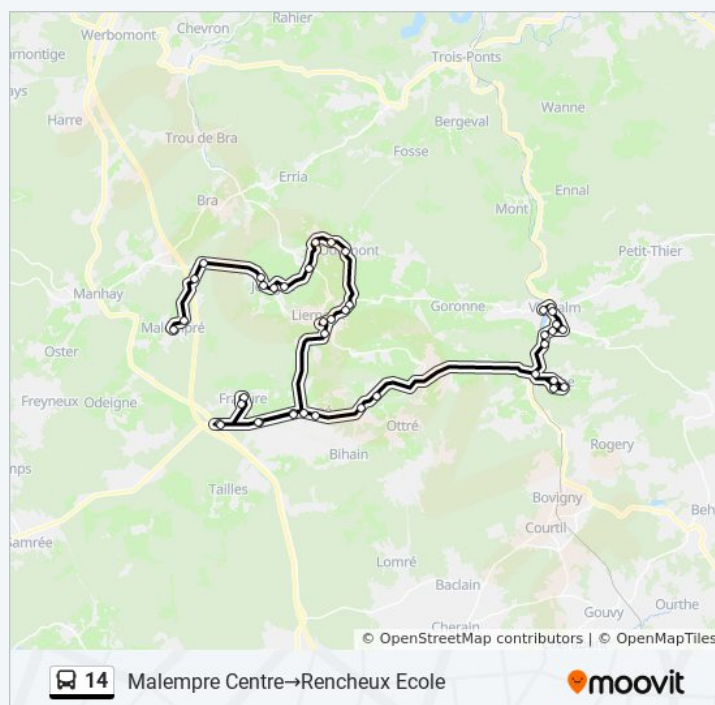 Rahier
Chevron
Werbomont
Trois-Ponts
Wanne
Harre
Bergeval
Trou de Bra
Fosse
Erria
Ennal
Bra
Mont
Petit-Thier
Manhay
Goronne
Malempré
Oster
Freyneux
Odeigne
Ottré
Rogery
Bihain
Tailles
Bovigny
Courtil
Lomré
Baclain
Ourthe
Gouvy
Cherain
© OpenStreetMap contributors | © OpenMapTiles
14 Malempre Centre→Rencheux Ecole
moovit